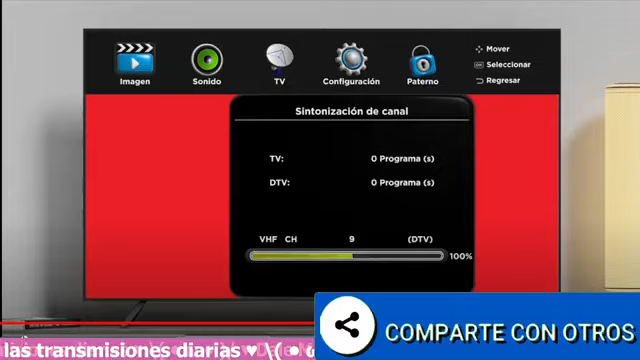 Imagen
Sonido
TV
Configuración
Paterno
Mover
Seleccionar
Regresar
Sintonización de canal
TV: 0 Programa (s)
DTV: 0 Programa (s)
VHF CH 9 (DTV)
100%
las transmisiones diarias ♥
COMPARTE CON OTROS